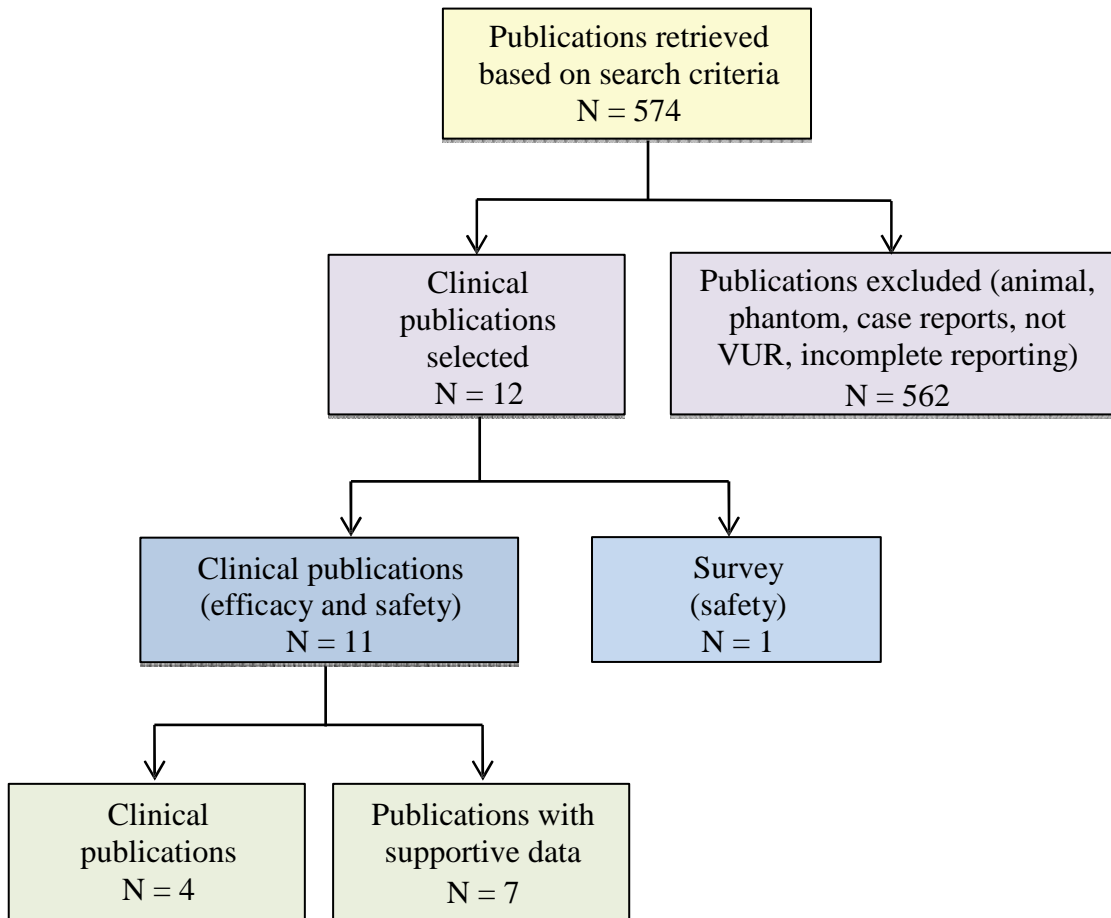 Publications retrieved
based on search criteria
N = 574
Clinical
publications
selected
N = 12
Publications excluded (animal,
phantom, case reports, not
VUR, incomplete reporting)
N = 562
Clinical publications
(efficacy and safety)
N = 11
Survey
(safety)
N = 1
Clinical
publications
N = 4
Publications with
supportive data
N = 7